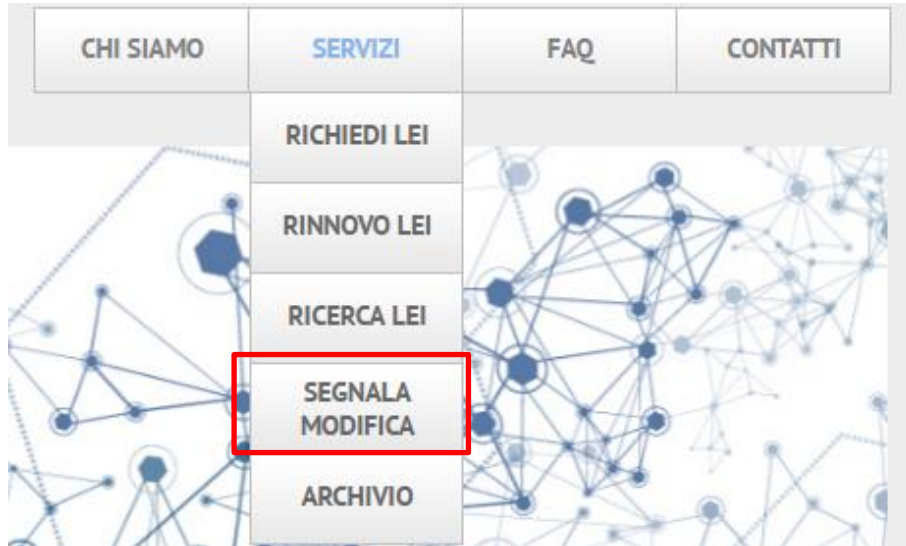 CHI SIAMO SERVIZI FAQ CONTATTI
RICHIEDI LEI
RINNOVO LEI
RICERCA LEI
SEGNALA
MODIFICA
ARCHIVIO